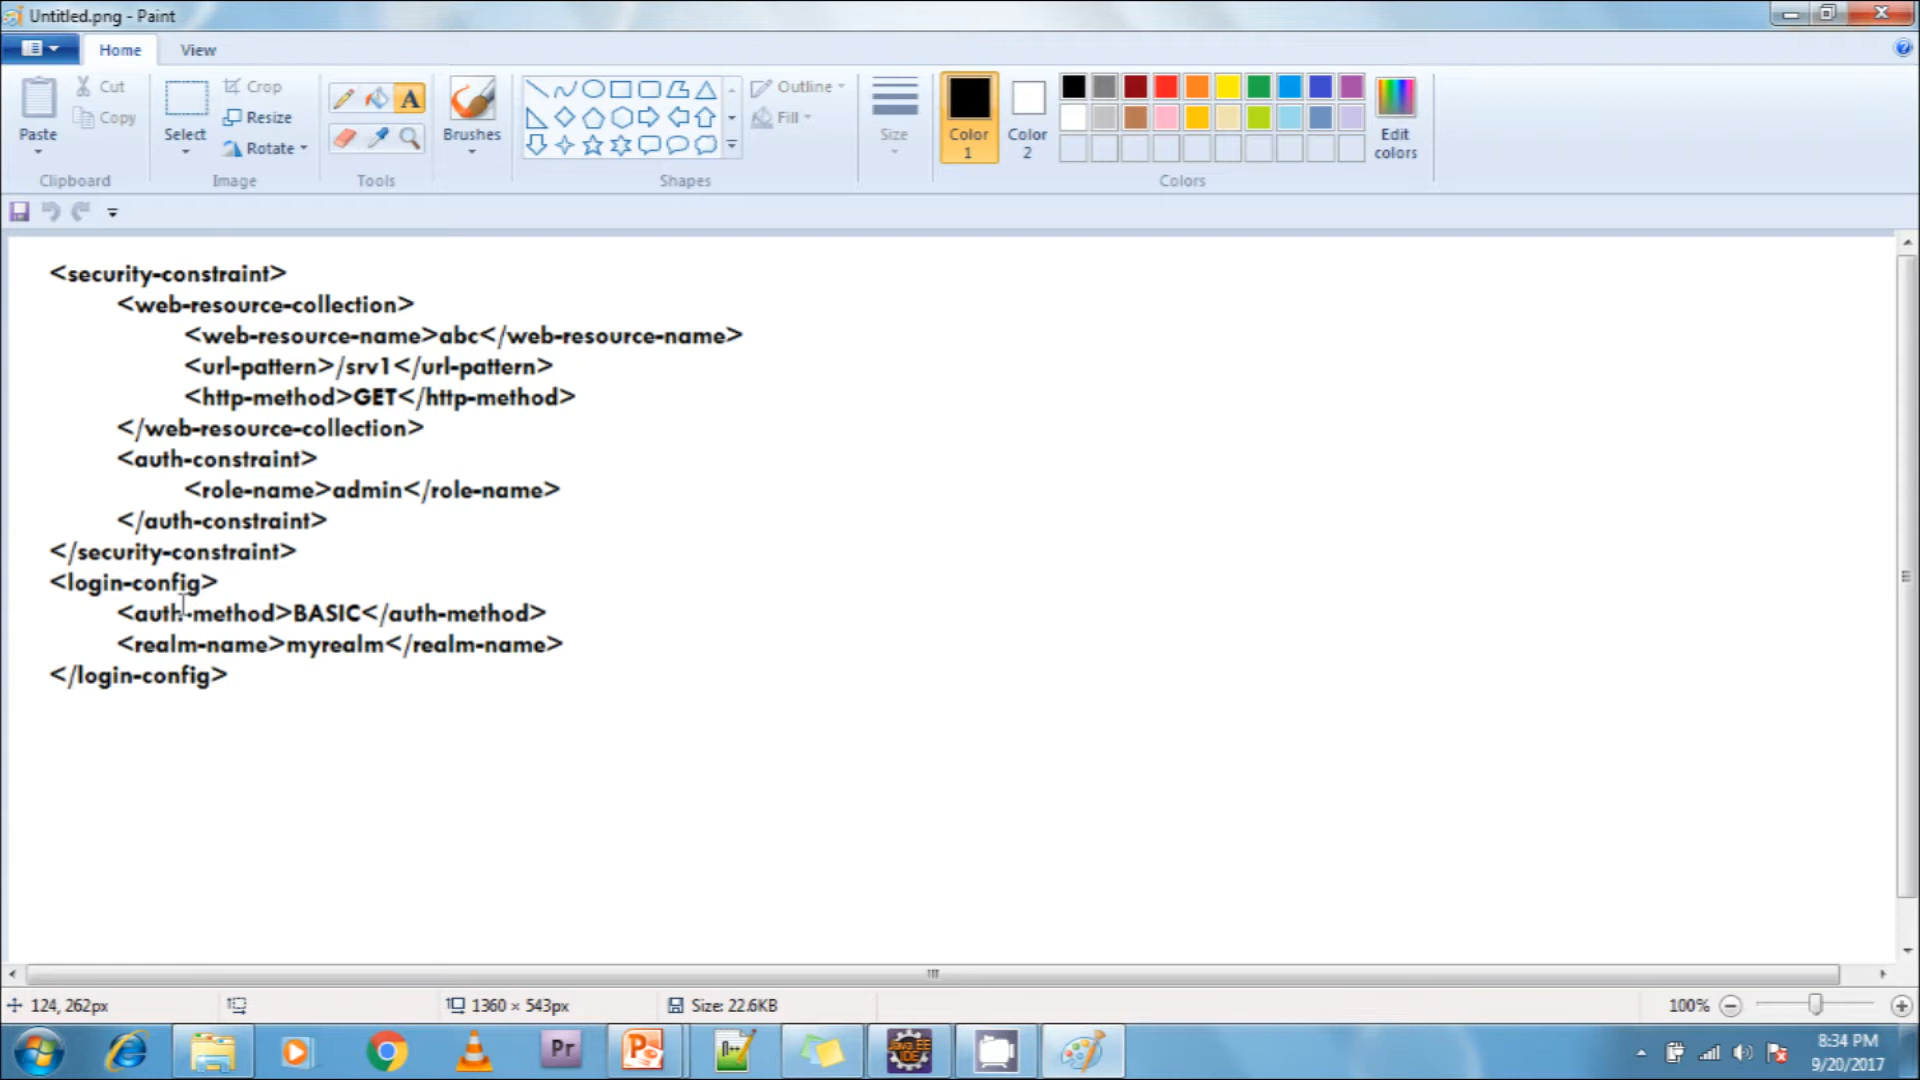 Untitled.png - Paint
Home View
Paste
Cut
Copy
Clipboard
Select
Crop
Resize
Rotate
Image
A
Tools
Brushes
Shapes
Outline
Fill
Size
Color 1
Color 2
Edit colors
Colors
<security-constraint>
<web-resource-collection>
<web-resource-name>abc</web-resource-name>
<url-pattern>/srv1</url-pattern>
<http-method>GET</http-method>
</web-resource-collection>
<auth-constraint>
<role-name>admin</role-name>
</auth-constraint>
</security-constraint>
<login-config>
<auth-method>BASIC</auth-method>
<realm-name>myrealm</realm-name>
</login-config>
124, 262px 1360 × 543px Size: 22.6KB 100%
Pr
Java EE
IDE
8:34 PM
9/20/2017